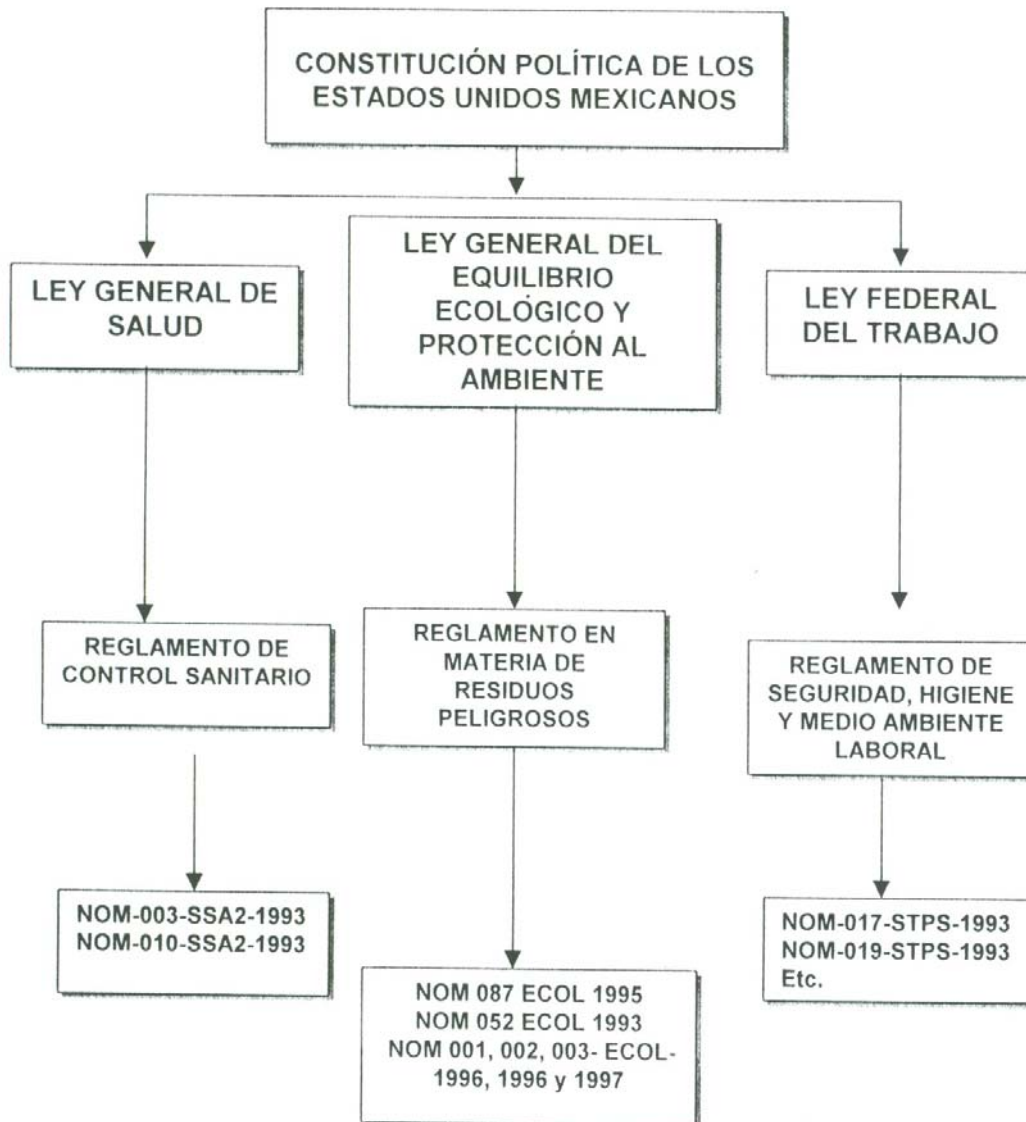 CONSTITUCIÓN POLÍTICA DE LOS
ESTADOS UNIDOS MEXICANOS
LEY GENERAL DE
SALUD
LEY GENERAL DEL
EQUILIBRIO
ECOLÓGICO Y
PROTECCIÓN AL
AMBIENTE
LEY FEDERAL
DEL TRABAJO
REGLAMENTO DE
CONTROL SANITARIO
REGLAMENTO EN
MATERIA DE
RESIDUOS
PELIGROSOS
REGLAMENTO DE
SEGURIDAD, HIGIENE
Y MEDIO AMBIENTE
LABORAL
NOM-003-SSA2-1993
NOM-010-SSA2-1993
NOM 087 ECOL 1995
NOM 052 ECOL 1993
NOM 001, 002, 003- ECOL-
1996, 1996 y 1997
NOM-017-STPS-1993
NOM-019-STPS-1993
Etc.